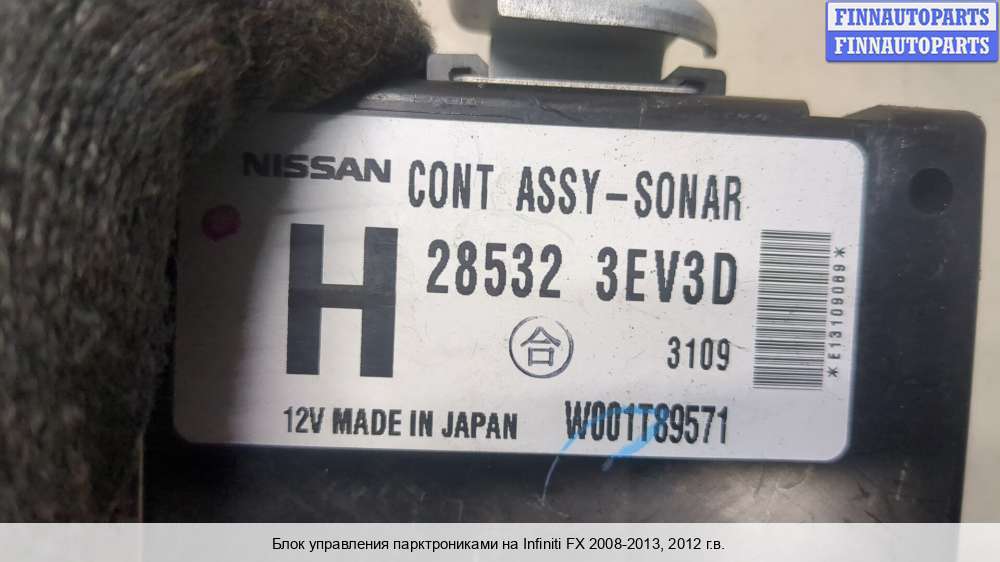 FINNAUTOPARTS
FINNAUTOPARTS
NISSAN CONT ASSY-SONAR
H
28532 3EV3D
合
3109
*E13109089*
12V MADE IN JAPAN W001T89571
Блок управления парктрониками на Infiniti FX 2008-2013, 2012 г.в.